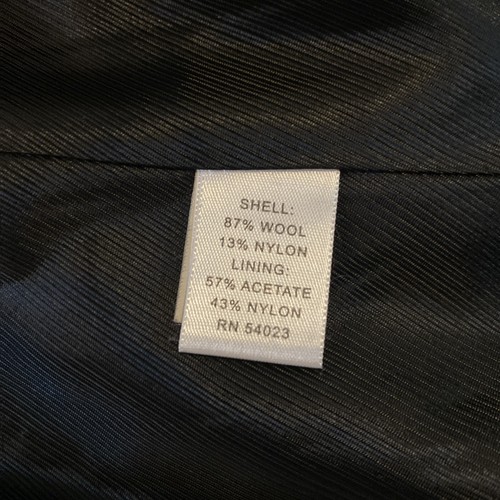 SHELL:
87% WOOL
13% NYLON
LINING:
57% ACETATE
43% NYLON
RN 54023